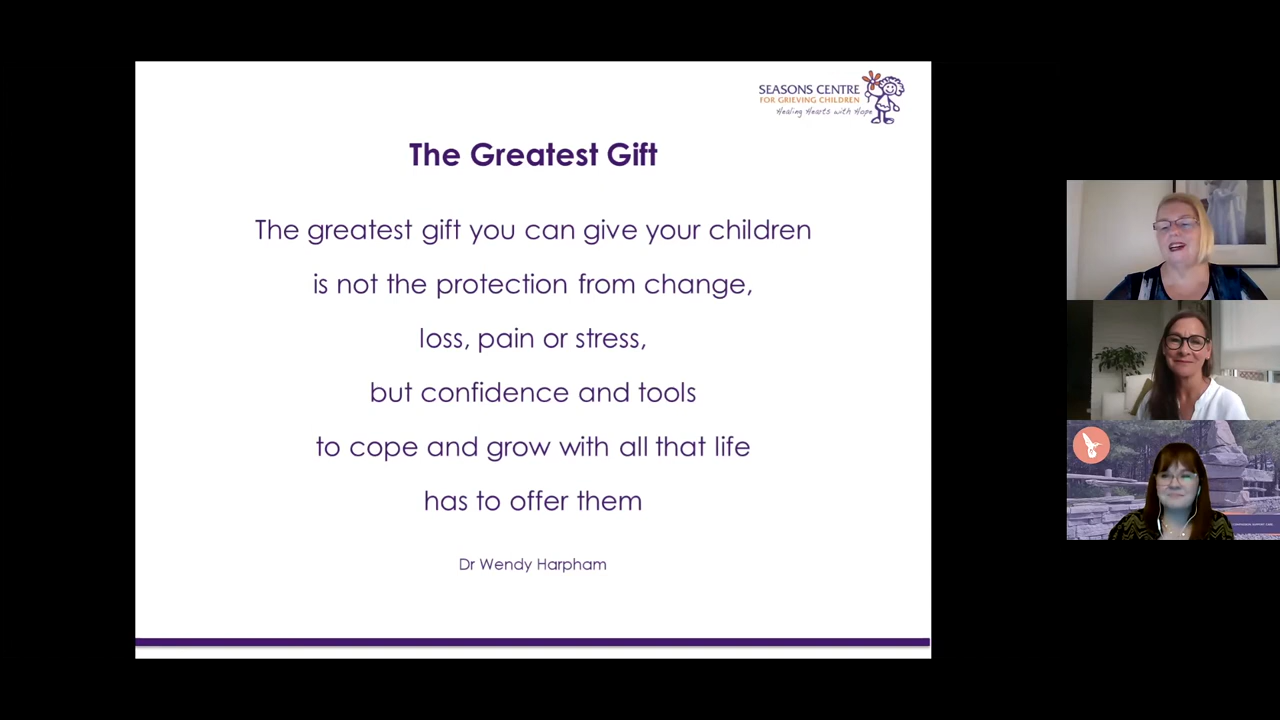 SEASONS CENTRE
FOR GRIEVING CHILDREN
Healing Hearts with Hope
The Greatest Gift
The greatest gift you can give your children
is not the protection from change,
loss, pain or stress,
but confidence and tools
to cope and grow with all that life
has to offer them
Dr Wendy Harpham